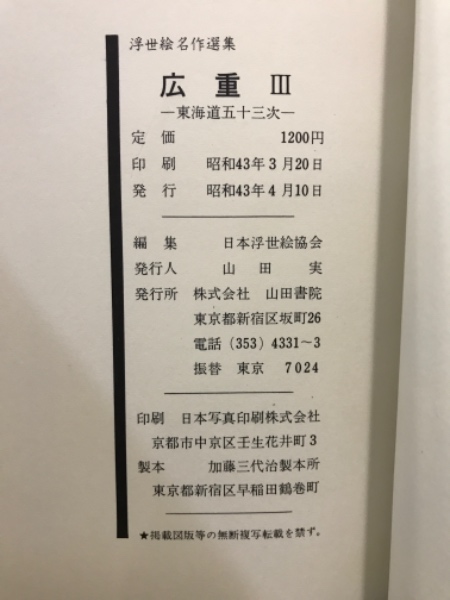 浮世絵名作選集
広重 III
―東海道五十三次―
定価 1200円
印刷 昭和43年3月20日
発行 昭和43年4月10日
編集 日本浮世絵協会
発行人 山田実
発行所 株式会社 山田書院
東京都新宿区坂町26
電話 (353) 4331～3
振替 東京 7024
印刷 日本写真印刷株式会社
京都市中京区壬生花井町3
製本 加藤三代治製本所
東京都新宿区早稲田鶴巻町
★掲載図版等の無断複写転載を禁ず。